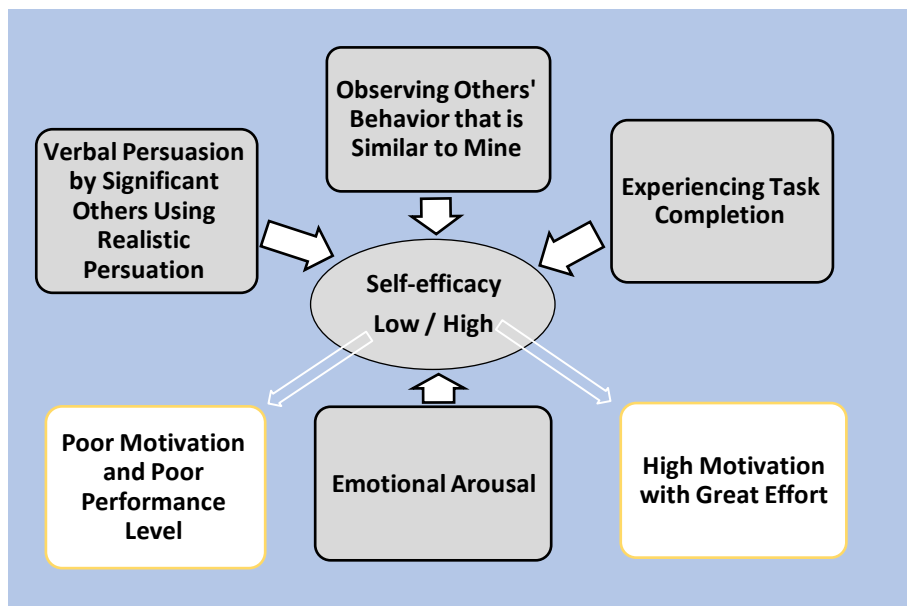 Observing Others'
Behavior that is
Similar to Mine
Verbal Persuasion
by Significant
Others Using
Realistic
Persuation
Experiencing Task
Completion
Self-efficacy
Low / High
Poor Motivation
and Poor
Performance
Level
Emotional Arousal
High Motivation
with Great Effort